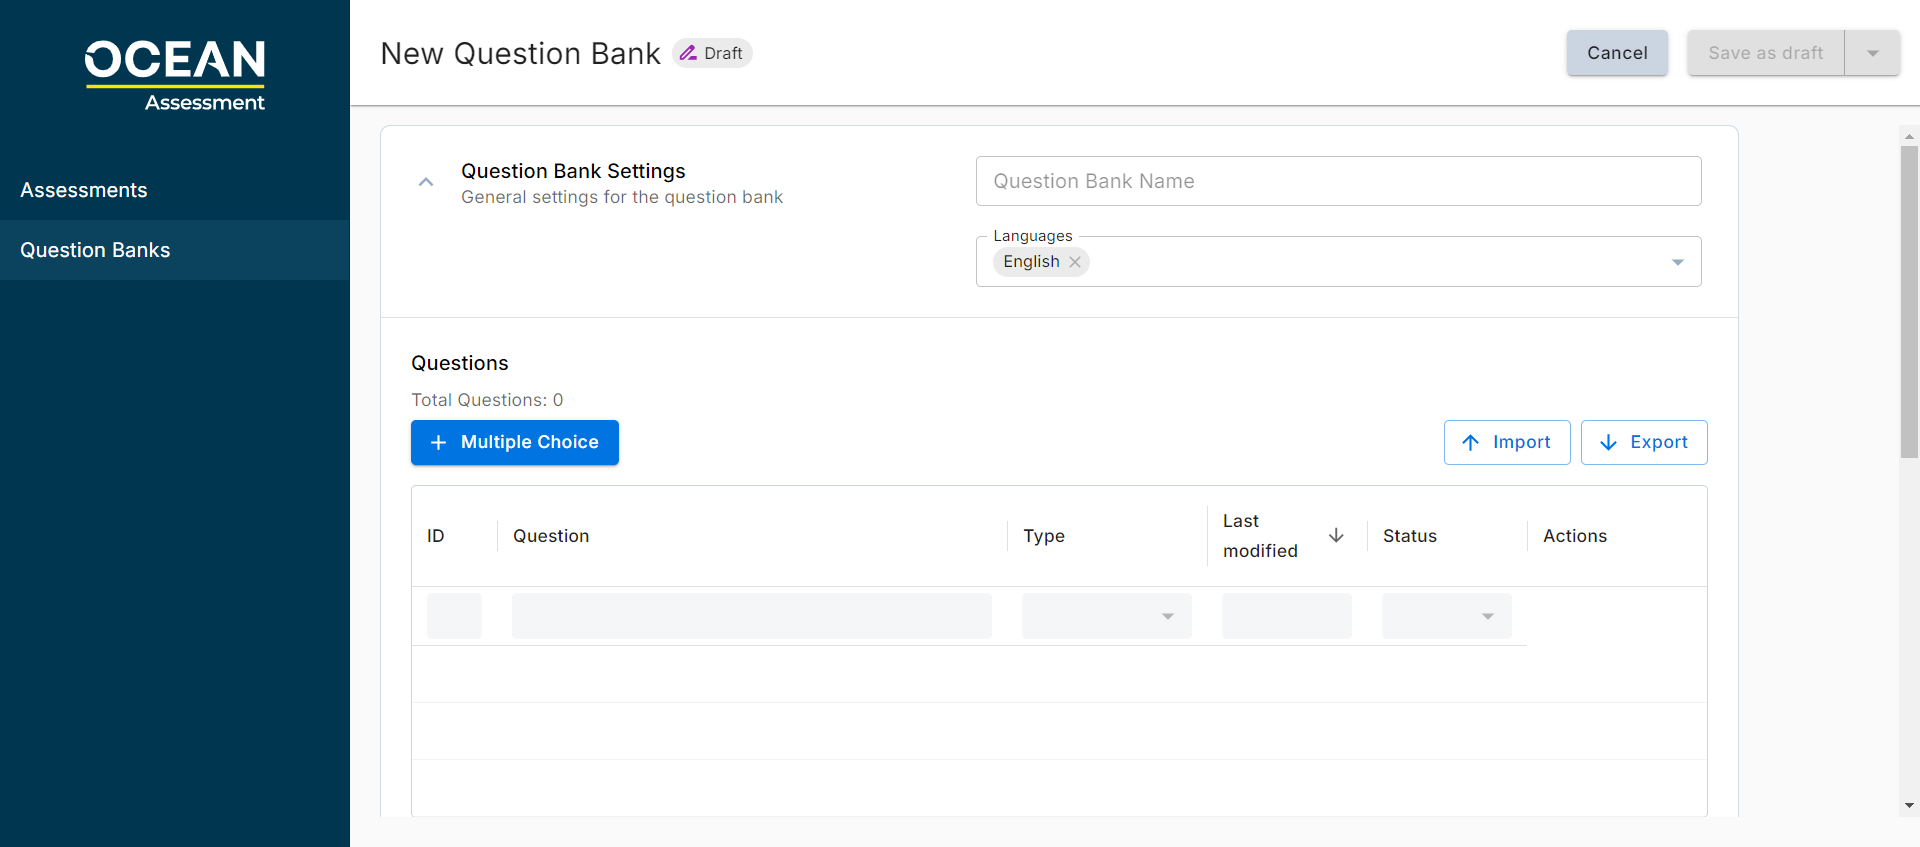 OCEAN
Assessment
Assessments
Question Banks
New Question Bank
Draft
Cancel
Save as draft
Question Bank Settings
General settings for the question bank
Question Bank Name
Languages
English
Questions
Total Questions: 0
Multiple Choice
Import
Export
ID
Question
Type
Last
modified
Status
Actions